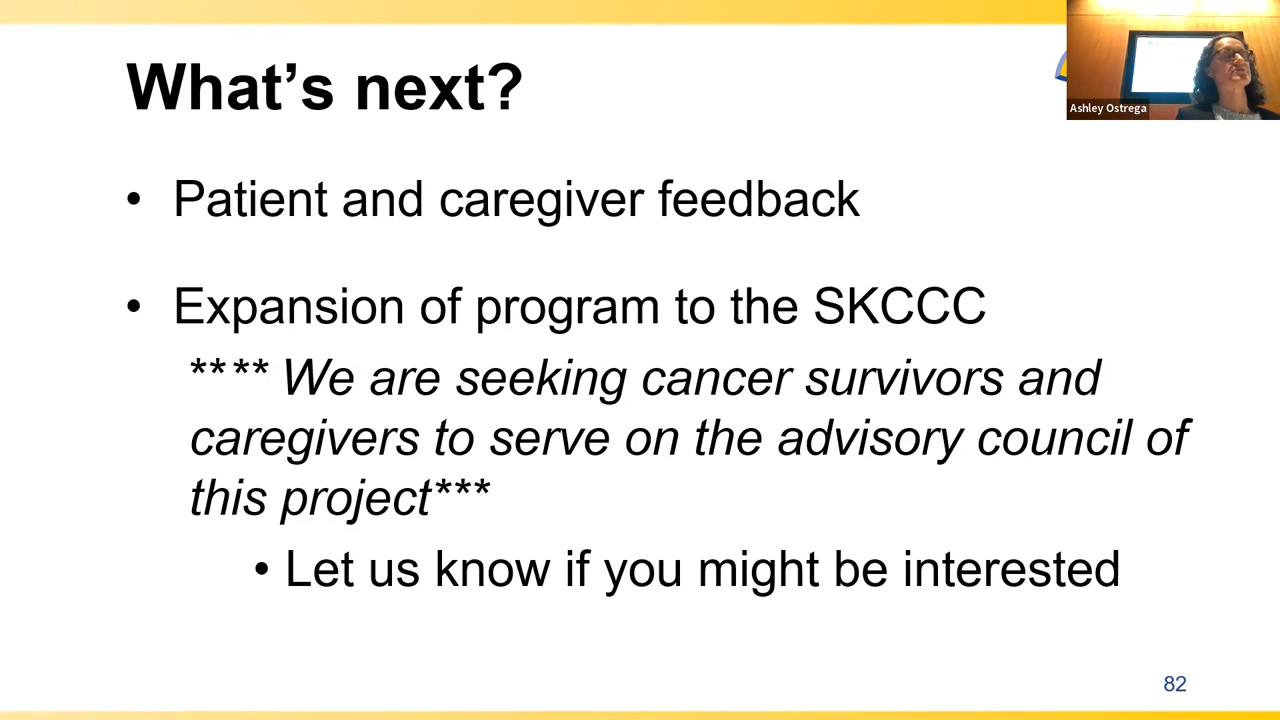 What's next?
Ashley Ostrega
• Patient and caregiver feedback
• Expansion of program to the SKCCC
**** We are seeking cancer survivors and
caregivers to serve on the advisory council of
this project***
• Let us know if you might be interested
82